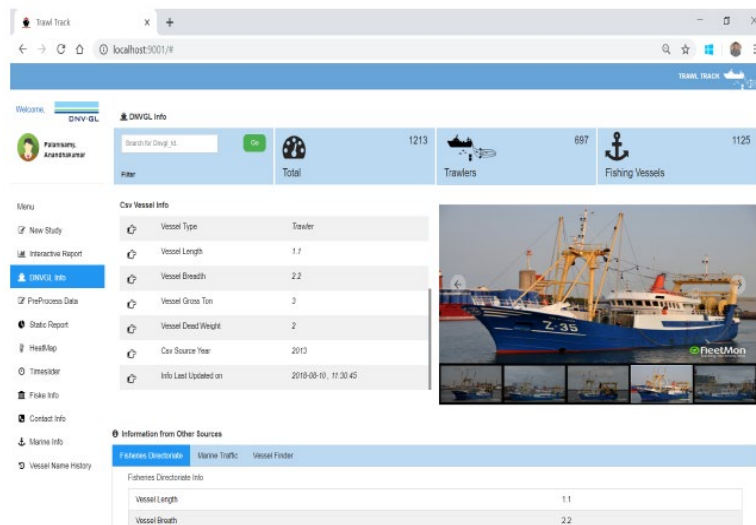 Trawl Track
localhost:9001/#
TRAWL TRACK
Welcome,
DNV·GL
Palanisamy,
Anandhakumar
DNVGL Info
Search for Dnvgl_Id..
Go
Filter
1213
Total
697
Trawlers
1125
Fishing Vessels
Menu
New Study
Interactive Report
DNVGL Info
PreProcess Data
Static Report
HeatMap
Timeslider
Fiske Info
Contact Info
Marine Info
Vessel Name History
Csv Vessel Info
Vessel Type Trawler
Vessel Length 1.1
Vessel Breadth 2.2
Vessel Gross Ton 3
Vessel Dead Weight 2
Csv Source Year 2013
Info Last Updated on 2018-08-10, 11:30:45
Z-35
FleetMon
Information from Other Sources
Fisheries Directorate Marine Traffic Vessel Finder
Fisheries Directorate Info
Vessel Length 1.1
Vessel Breath 2.2